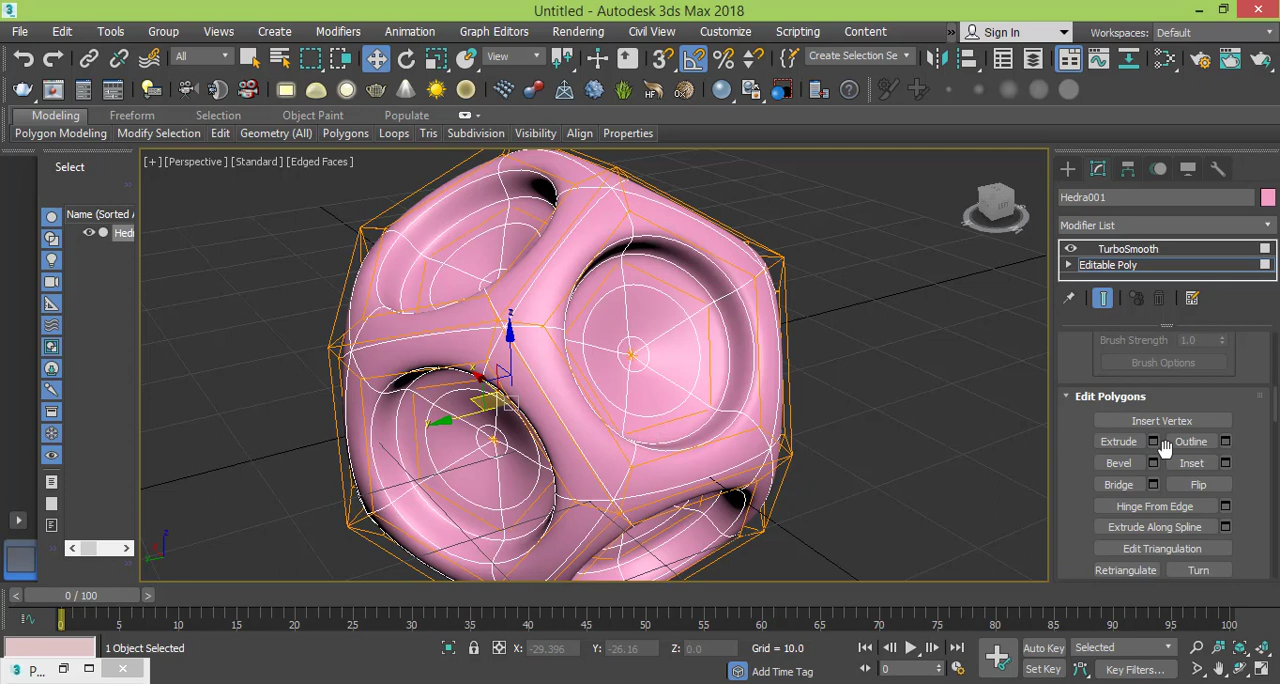 Untitled - Autodesk 3ds Max 2018
File Edit Tools Group Views Create Modifiers Animation Graph Editors Rendering Civil View Customize Scripting Content » Sign In Workspaces: Default
All View Create Selection Se
Modeling Freeform Selection Object Paint Populate
Polygon Modeling Modify Selection Edit Geometry (All) Polygons Loops Tris Subdivision Visibility Align Properties
Select
[+] [Perspective] [Standard] [Edged Faces]
Name (Sorted A
Hed
Hedra001
Modifier List
TurboSmooth
Editable Poly
Brush Strength 1.0
Brush Options
Edit Polygons
Insert Vertex
Extrude Outline
Bevel Inset
Bridge Flip
Hinge From Edge
Extrude Along Spline
Edit Triangulation
Retriangulate Turn
z
x
z
0 / 100
0 5 10 15 20 25 30 35 40 45 50 55 60 65 70 75 80 85 90 95 100
1 Object Selected X: -29.396 Y: -26.16 Z: 0.0 Grid = 10.0 Auto Key Selected
3 P... Add Time Tag 0 Set Key Key Filters...